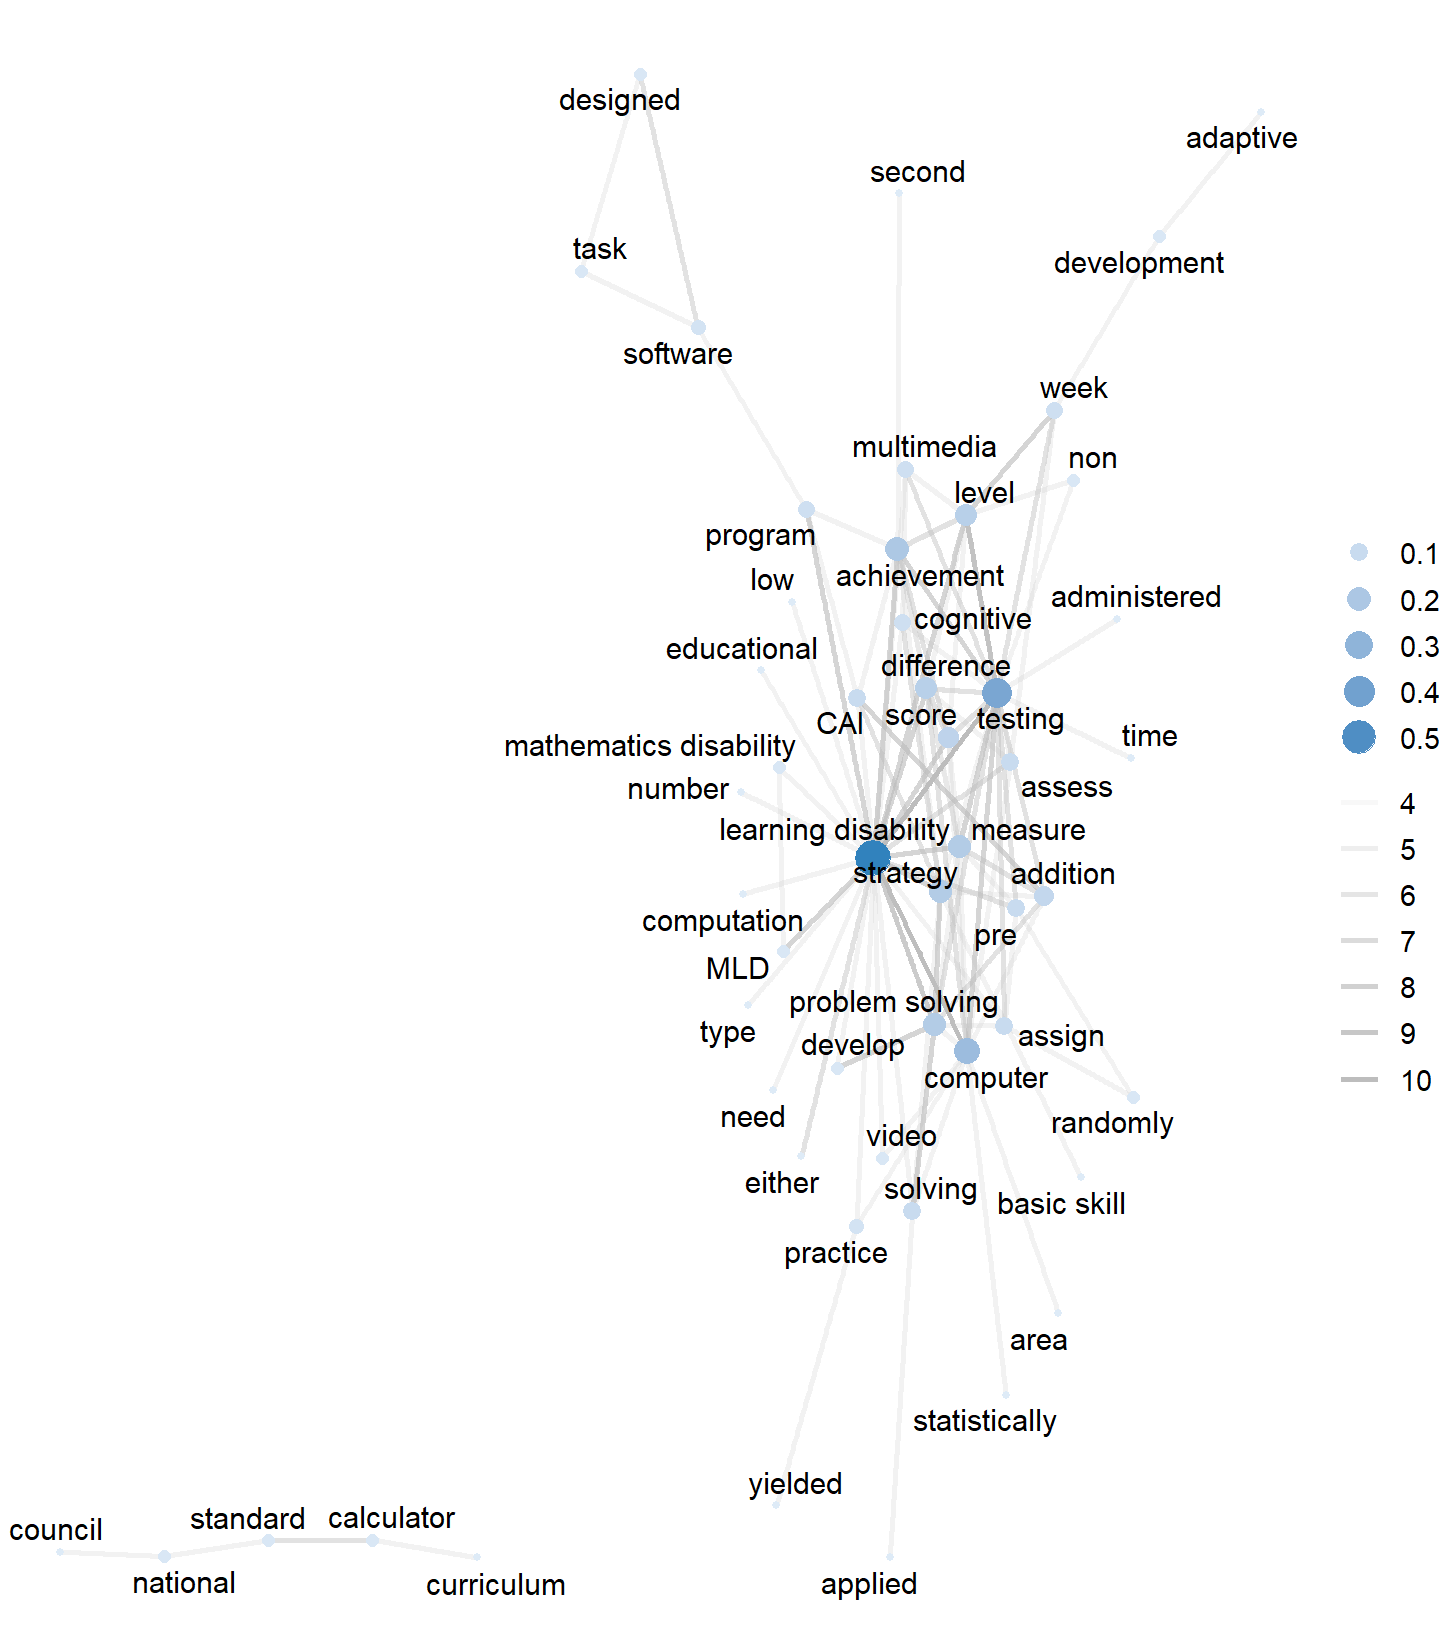 designed
adaptive
second
task
development
software
week
multimedia
non
level
program
low
achievement
administered
cognitive
educational
difference
CAI
score
testing
time
mathematics disability
number
assess
learning disability
measure
strategy
addition
computation
pre
MLD
problem solving
type
develop
assign
computer
need
video
randomly
either
solving
basic skill
practice
area
statistically
yielded
council
standard
calculator
national
curriculum
applied
0.1
0.2
0.3
0.4
0.5
4
5
6
7
8
9
10